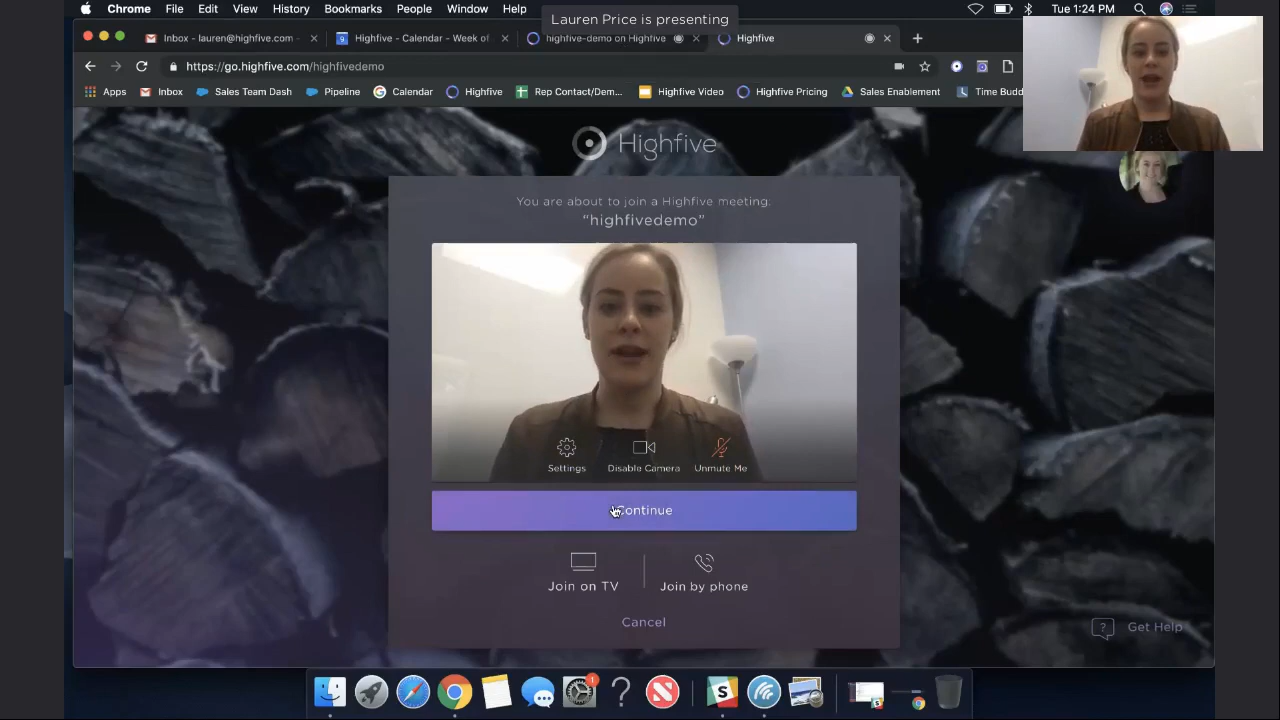 Chrome File Edit View History Bookmarks People Window Help
Lauren Price is presenting
Tue 1:24 PM
Inbox - lauren@highfive.com -
Highfive - Calendar - Week of
highfive-demo on Highfive
Highfive
https://go.highfive.com/highfivedemo
Apps Inbox Sales Team Dash Pipeline Calendar Highfive Rep Contact/Dem... Highfive Video Highfive Pricing Sales Enablement Time Budd
Highfive
You are about to join a Highfive meeting:
“highfivedemo”
Settings Disable Camera Unmute Me
Continue
Join on TV Join by phone
Cancel
? Get Help
1